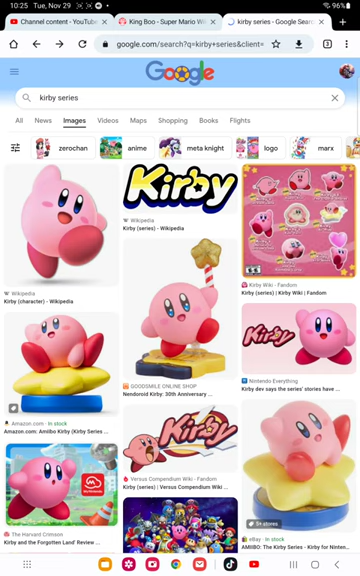 10:25 Tue, Nov 29
96%
Channel content - YouTube
King Boo - Super Mario Wi
kirby series - Google Sear
google.com/search?q=kirby+series&client=
3
Google
kirby series
All News Images Videos Maps Shopping Books Flights
zerochan anime meta knight logo marx
Wikipedia
Kirby (character) - Wikipedia
Kirby
Wikipedia
Kirby (series) - Wikipedia
Kirby Wiki - Fandom
Kirby (series) | Kirby Wiki | Fandom
GOODSMILE ONLINE SHOP
Nendoroid Kirby: 30th Anniversary ...
Kirby
Nintendo Everything
Kirby dev says the series' stories have ...
Amazon.com · In stock
Amazon.com: Amiibo Kirby (Kirby Series ...
Kirby
Versus Compendium Wiki - Fandom
Kirby (series) | Versus Compendium Wiki ...
The Harvard Crimson
Kirby and the Forgotten Land' Review ...
5+ stores
eBay · In stock
AMIIBO: The Kirby Series - Kirby for Ninten...